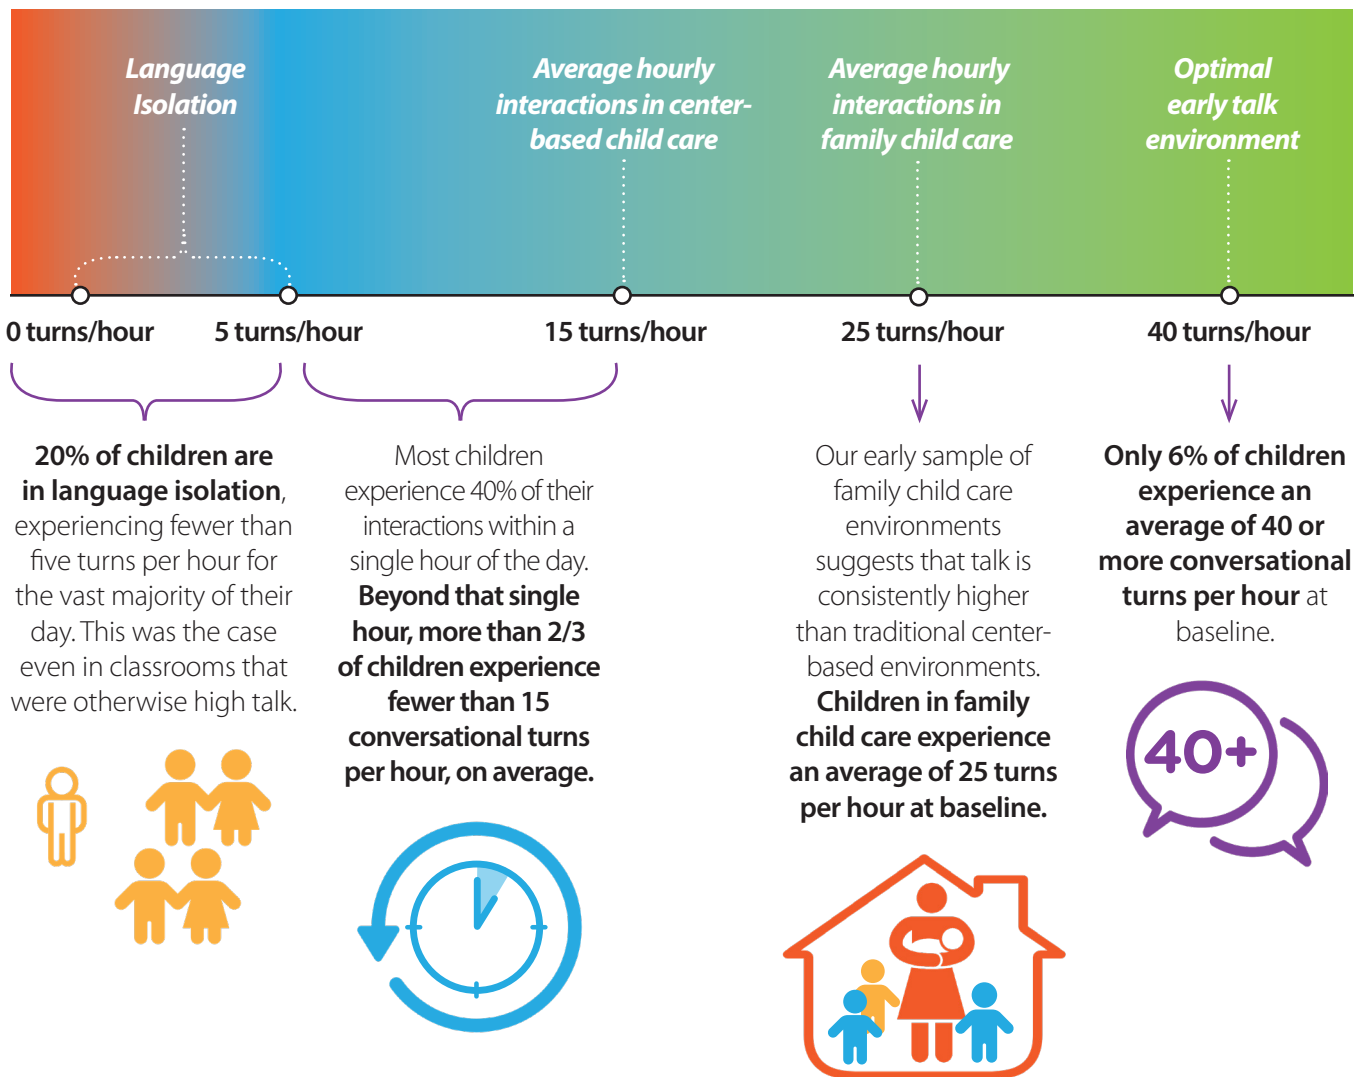 Language
Isolation
Average hourly
interactions in center-
based child care
Average hourly
interactions in
family child care
Optimal
early talk
environment
0 turns/hour
5 turns/hour
15 turns/hour
25 turns/hour
40 turns/hour
20% of children are
in language isolation,
experiencing fewer than
five turns per hour for
the vast majority of their
day. This was the case
even in classrooms that
were otherwise high talk.
Most children
experience 40% of their
interactions within a
single hour of the day.
Beyond that single
hour, more than 2/3
of children experience
fewer than 15
conversational turns
per hour, on average.
Our early sample of
family child care
environments
suggests that talk is
consistently higher
than traditional center-
based environments.
Children in family
child care experience
an average of 25 turns
per hour at baseline.
Only 6% of children
experience an
average of 40 or
more conversational
turns per hour at
baseline.
40+